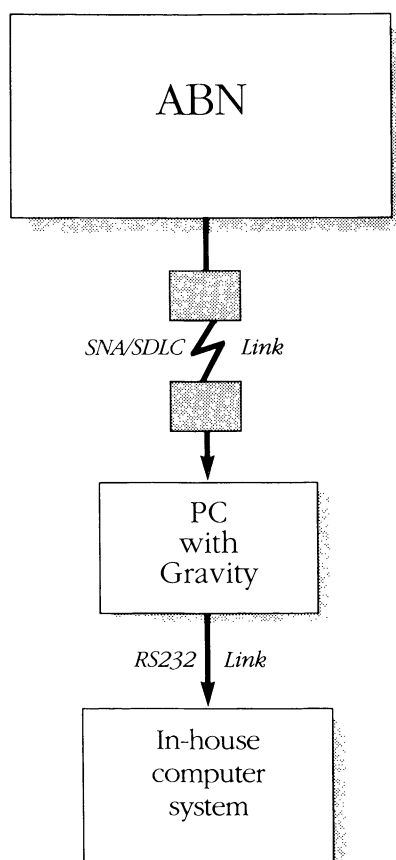 ABN
SNA/SDLC Link
PC
with
Gravity
RS232 Link
In-house
computer
system